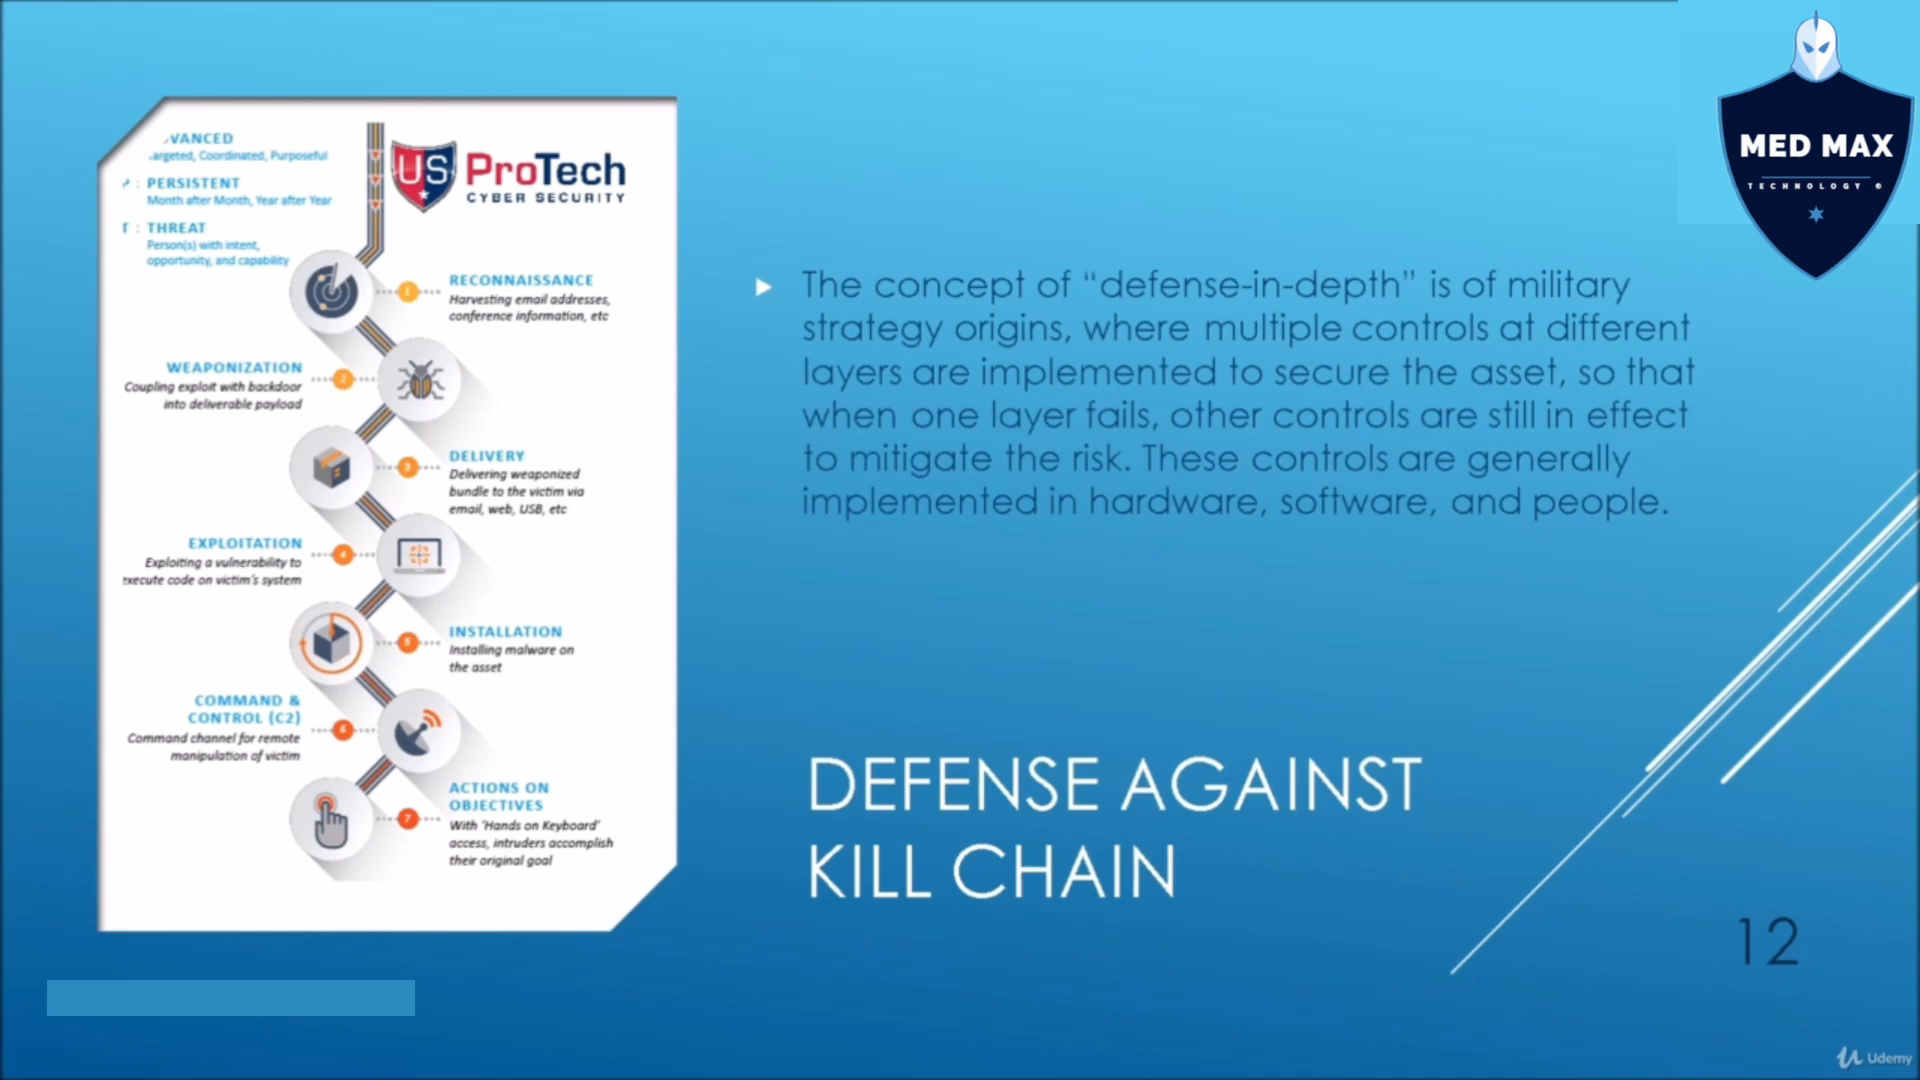 VANCED
argeted, Coordinated, Purposeful
: PERSISTENT
Month after Month, Year after Year
: THREAT
Person(s) with intent,
opportunity, and capability
US ProTech
CYBER SECURITY
1
RECONNAISSANCE
Harvesting email addresses,
conference information, etc
WEAPONIZATION
Coupling exploit with backdoor
into deliverable payload
2
3
DELIVERY
Delivering weaponized
bundle to the victim via
email, web, USB, etc
EXPLOITATION
Exploiting a vulnerability to
execute code on victim's system
4
5
INSTALLATION
Installing malware on
the asset
COMMAND &
CONTROL (C2)
Command channel for remote
manipulation of victim
6
7
ACTIONS ON
OBJECTIVES
With 'Hands on Keyboard'
access, intruders accomplish
their original goal
The concept of "defense-in-depth" is of military
strategy origins, where multiple controls at different
layers are implemented to secure the asset, so that
when one layer fails, other controls are still in effect
to mitigate the risk. These controls are generally
implemented in hardware, software, and people.
DEFENSE AGAINST
KILL CHAIN
12
MED MAX
TECHNOLOGY ©
Udemy